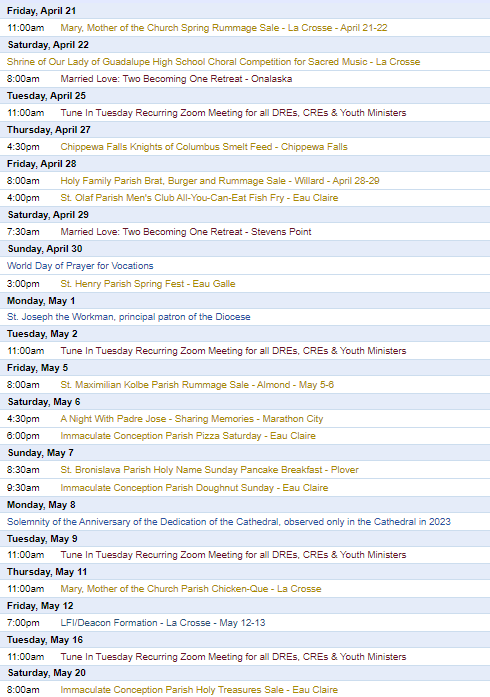 Friday, April 21
11:00am Mary, Mother of the Church Spring Rummage Sale - La Crosse - April 21-22
Saturday, April 22
Shrine of Our Lady of Guadalupe High School Choral Competition for Sacred Music - La Crosse
8:00am Married Love: Two Becoming One Retreat - Onalaska
Tuesday, April 25
11:00am Tune In Tuesday Recurring Zoom Meeting for all DREs, CREs & Youth Ministers
Thursday, April 27
4:30pm Chippewa Falls Knights of Columbus Smelt Feed - Chippewa Falls
Friday, April 28
8:00am Holy Family Parish Brat, Burger and Rummage Sale - Willard - April 28-29
4:00pm St. Olaf Parish Men's Club All-You-Can-Eat Fish Fry - Eau Claire
Saturday, April 29
7:30am Married Love: Two Becoming One Retreat - Stevens Point
Sunday, April 30
World Day of Prayer for Vocations
3:00pm St. Henry Parish Spring Fest - Eau Galle
Monday, May 1
St. Joseph the Workman, principal patron of the Diocese
Tuesday, May 2
11:00am Tune In Tuesday Recurring Zoom Meeting for all DREs, CREs & Youth Ministers
Friday, May 5
8:00am St. Maximilian Kolbe Parish Rummage Sale - Almond - May 5-6
Saturday, May 6
4:30pm A Night With Padre Jose - Sharing Memories - Marathon City
6:00pm Immaculate Conception Parish Pizza Saturday - Eau Claire
Sunday, May 7
8:30am St. Bronislava Parish Holy Name Sunday Pancake Breakfast - Plover
9:30am Immaculate Conception Parish Doughnut Sunday - Eau Claire
Monday, May 8
Solemnity of the Anniversary of the Dedication of the Cathedral, observed only in the Cathedral in 2023
Tuesday, May 9
11:00am Tune In Tuesday Recurring Zoom Meeting for all DREs, CREs & Youth Ministers
Thursday, May 11
11:00am Mary, Mother of the Church Parish Chicken-Que - La Crosse
Friday, May 12
7:00pm LFI/Deacon Formation - La Crosse - May 12-13
Tuesday, May 16
11:00am Tune In Tuesday Recurring Zoom Meeting for all DREs, CREs & Youth Ministers
Saturday, May 20
8:00am Immaculate Conception Parish Holy Treasures Sale - Eau Claire